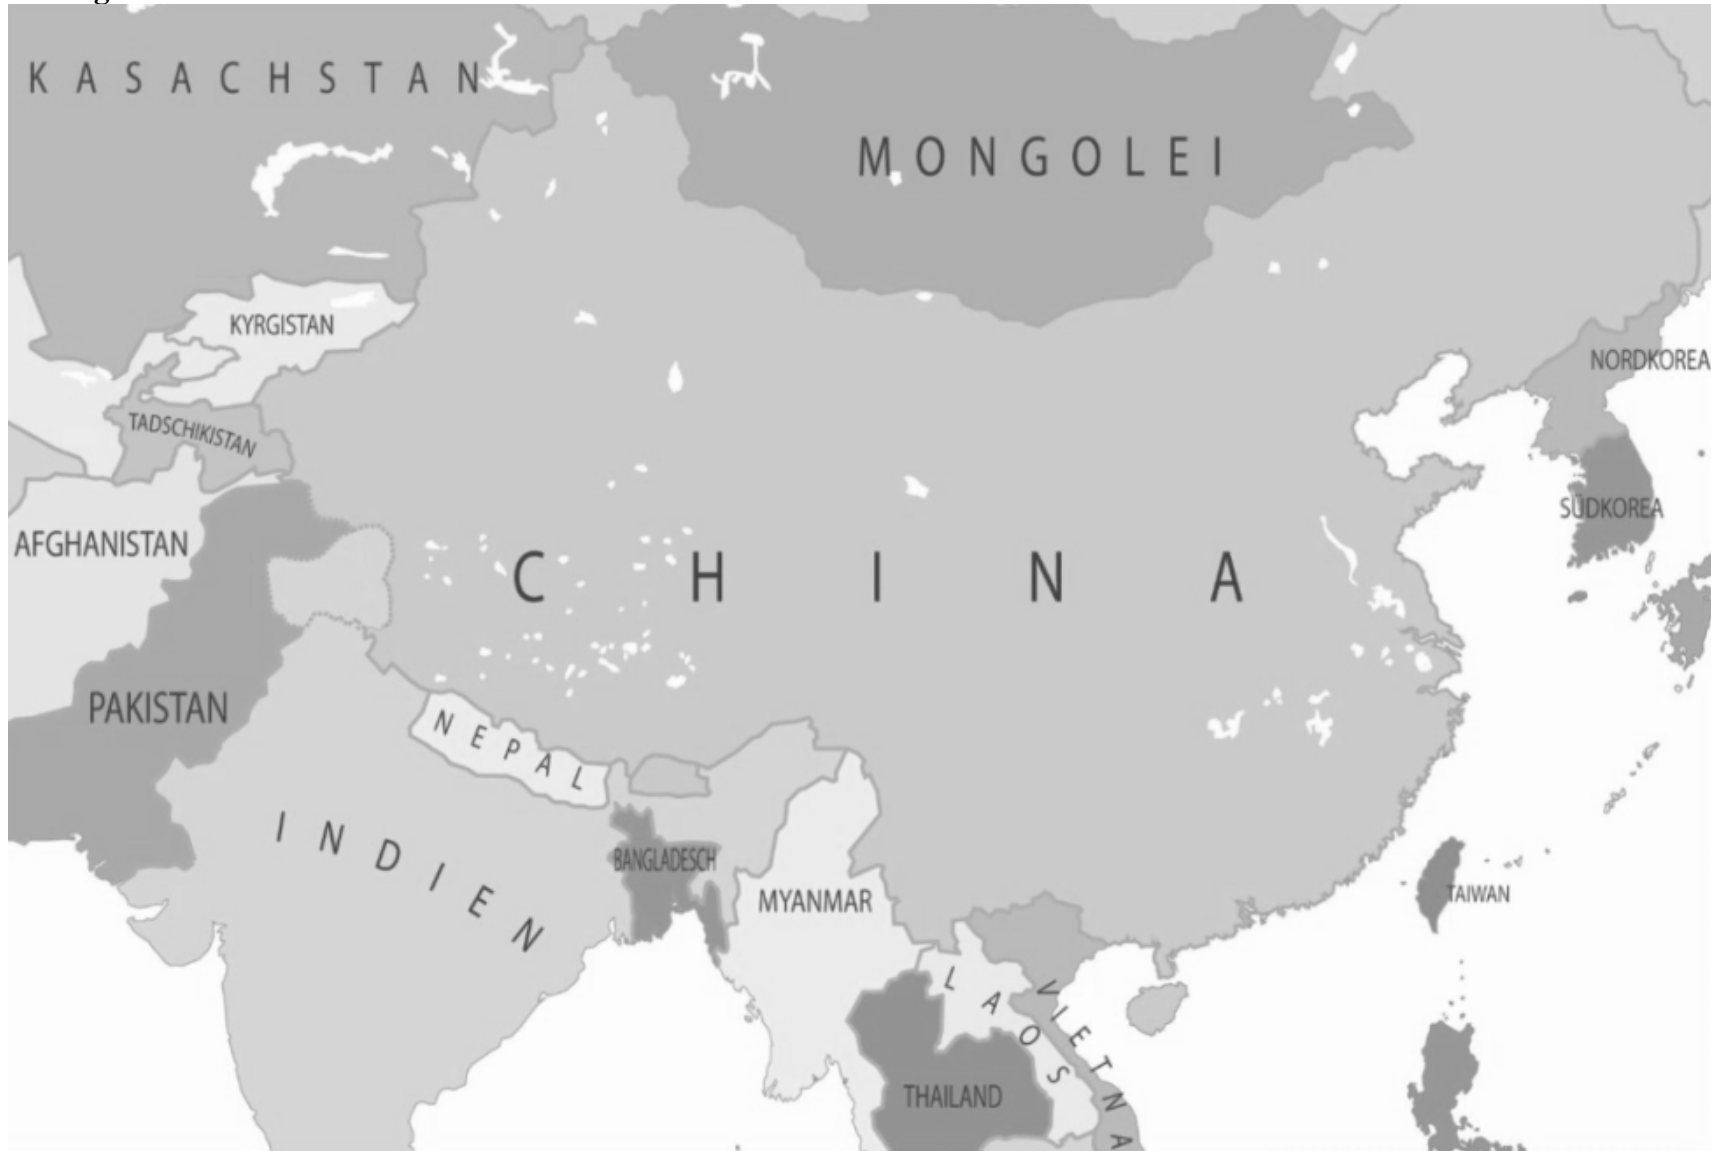 KASACHSTAN
MONGOLEI
KYRGISTAN
NORDKOREA
TADSCHIKISTAN
SÜDKOREA
AFGHANISTAN
CHINA
PAKISTAN
NEPAL
INDIEN
BANGLADESCH
MYANMAR
TAIWAN
LAOS
VIETNA
THAILAND